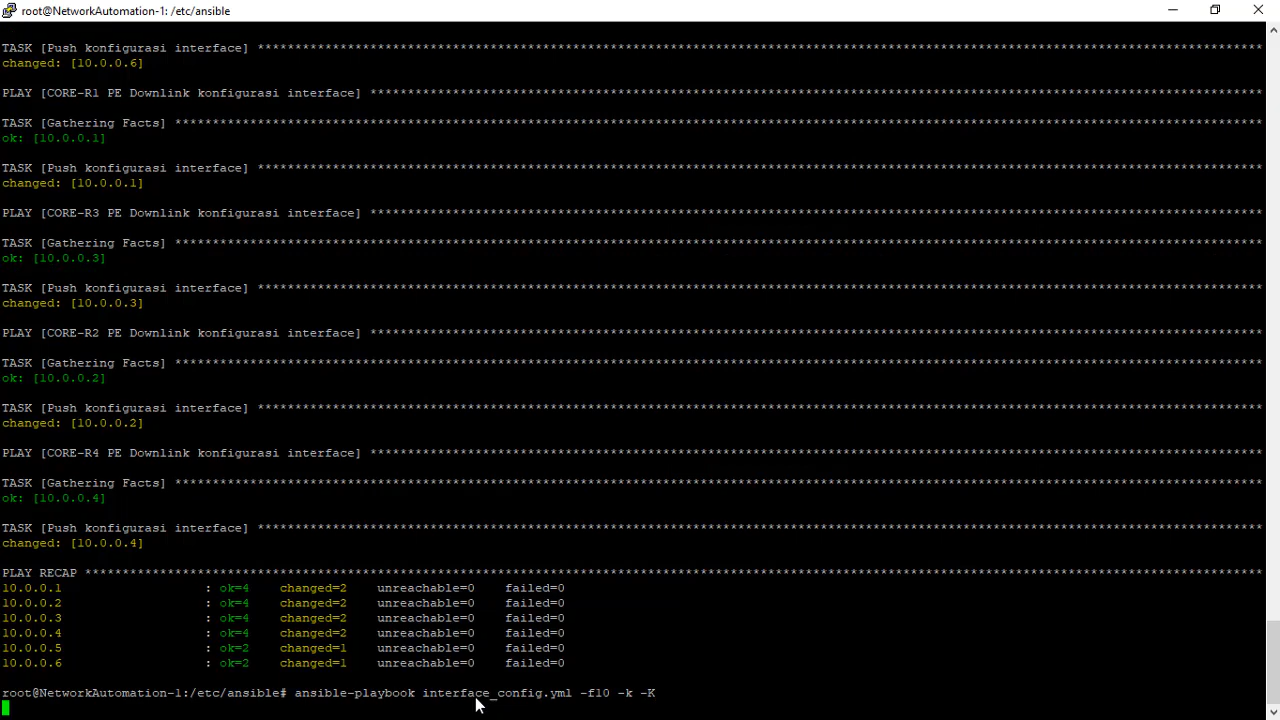 root@NetworkAutomation-1: /etc/ansible
TASK [Push konfigurasi interface] *************************************************************************************************************************************
changed: [10.0.0.6]
PLAY [CORE-R1 PE Downlink konfigurasi interface] **********************************************************************************************************************
TASK [Gathering Facts] ************************************************************************************************************************************************
ok: [10.0.0.1]
TASK [Push konfigurasi interface] *************************************************************************************************************************************
changed: [10.0.0.1]
PLAY [CORE-R3 PE Downlink konfigurasi interface] **********************************************************************************************************************
TASK [Gathering Facts] ************************************************************************************************************************************************
ok: [10.0.0.3]
TASK [Push konfigurasi interface] *************************************************************************************************************************************
changed: [10.0.0.3]
PLAY [CORE-R2 PE Downlink konfigurasi interface] **********************************************************************************************************************
TASK [Gathering Facts] ************************************************************************************************************************************************
ok: [10.0.0.2]
TASK [Push konfigurasi interface] *************************************************************************************************************************************
changed: [10.0.0.2]
PLAY [CORE-R4 PE Downlink konfigurasi interface] **********************************************************************************************************************
TASK [Gathering Facts] ************************************************************************************************************************************************
ok: [10.0.0.4]
TASK [Push konfigurasi interface] *************************************************************************************************************************************
changed: [10.0.0.4]
PLAY RECAP ************************************************************************************************************************************************************
10.0.0.1 : ok=4 changed=2 unreachable=0 failed=0
10.0.0.2 : ok=4 changed=2 unreachable=0 failed=0
10.0.0.3 : ok=4 changed=2 unreachable=0 failed=0
10.0.0.4 : ok=4 changed=2 unreachable=0 failed=0
10.0.0.5 : ok=2 changed=1 unreachable=0 failed=0
10.0.0.6 : ok=2 changed=1 unreachable=0 failed=0
root@NetworkAutomation-1:/etc/ansible# ansible-playbook interface_config.yml -f10 -k -K